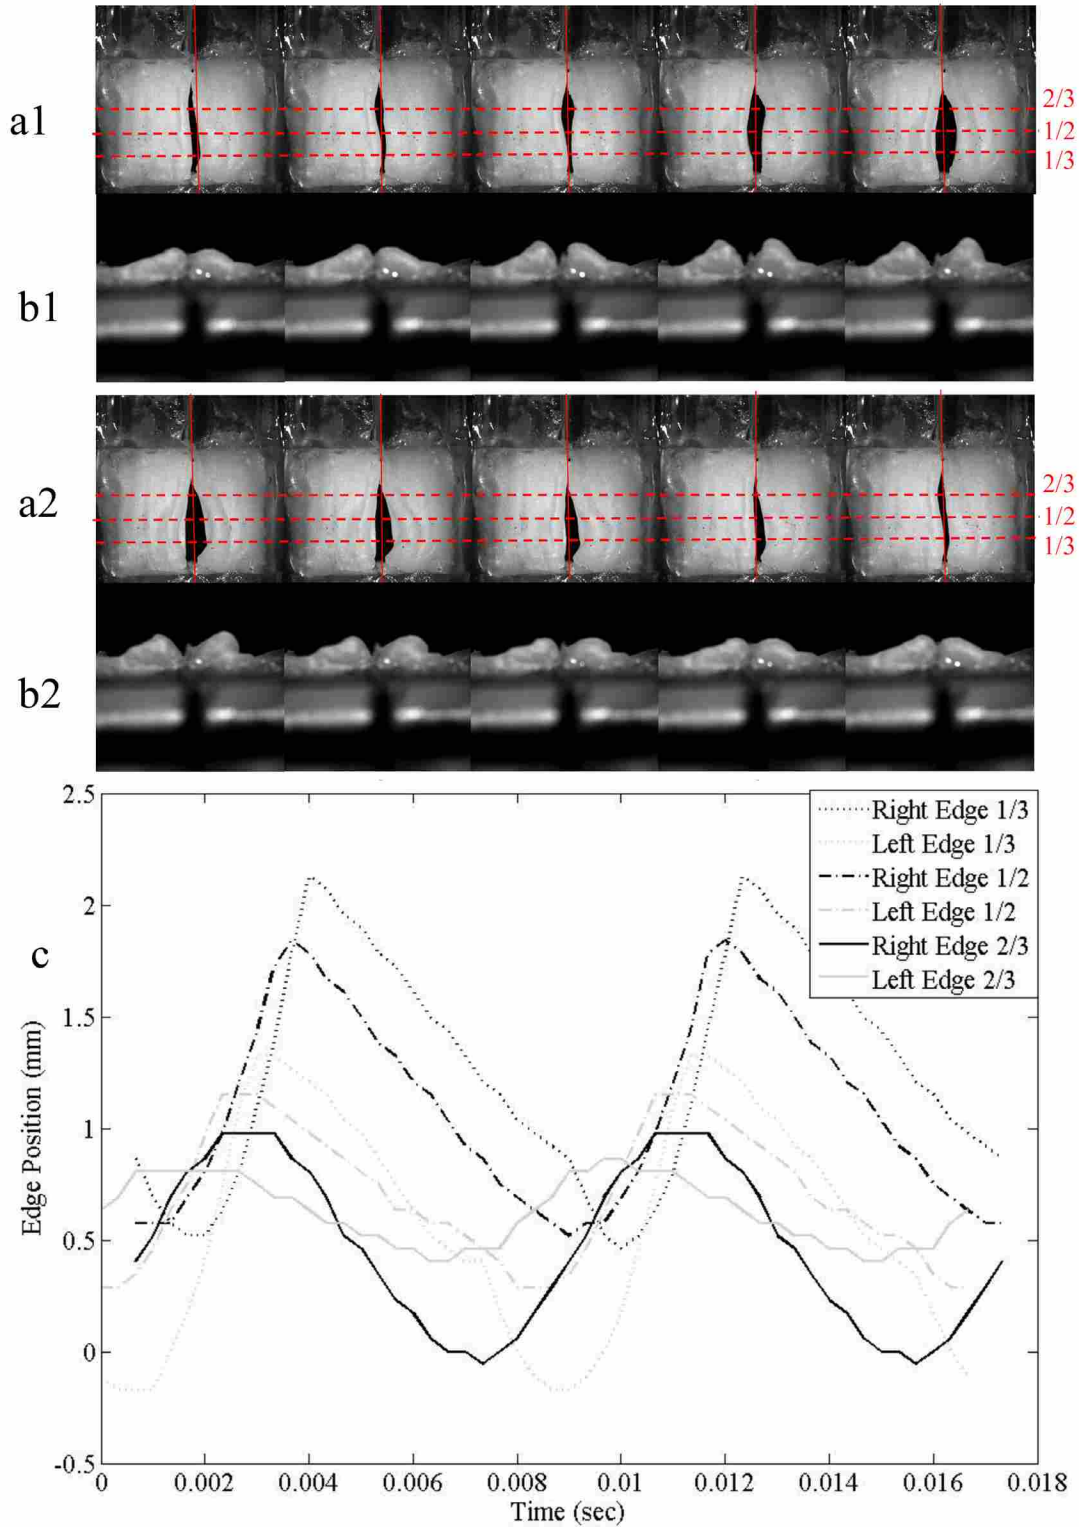 a1
2/3
1/2
1/3
b1
a2
2/3
1/2
1/3
b2
c
Edge Position (mm)
2.5
2
1.5
1
0.5
0
-0.5
Right Edge 1/3
Left Edge 1/3
Right Edge 1/2
Left Edge 1/2
Right Edge 2/3
Left Edge 2/3
0 0.002 0.004 0.006 0.008 0.01 0.012 0.014 0.016 0.018
Time (sec)